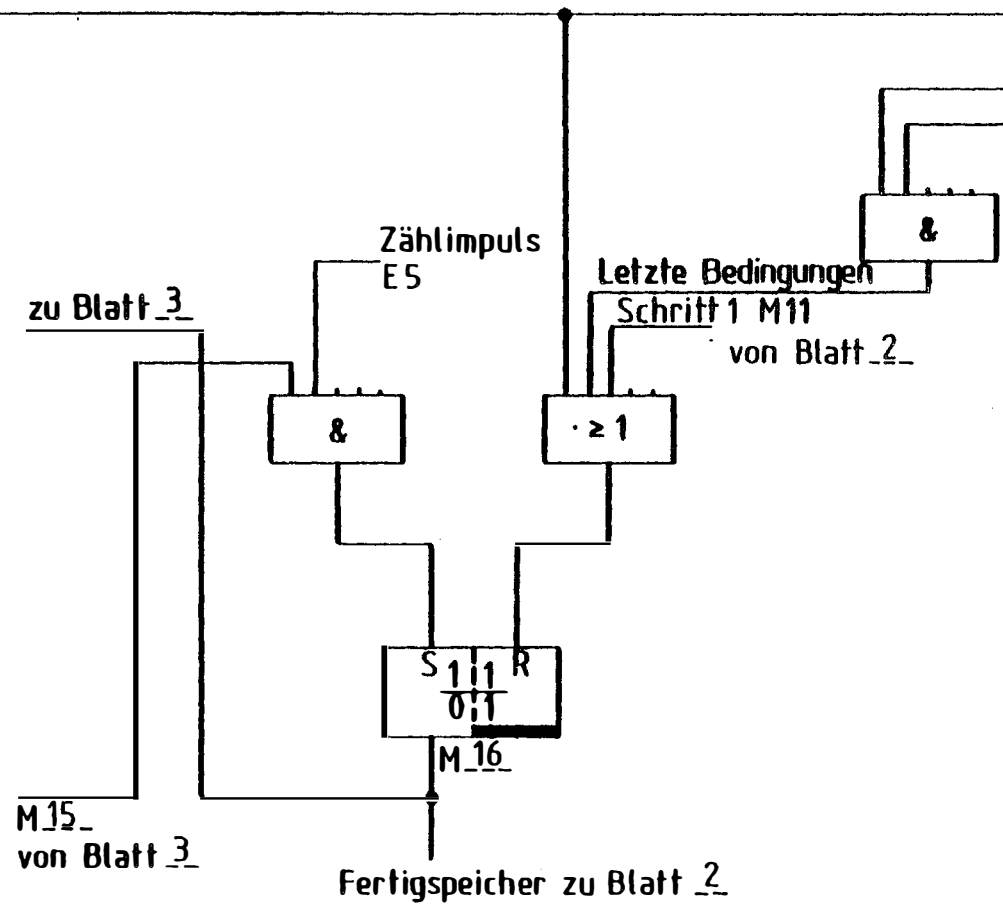 &
Zählimpuls
E5
Letzte Bedingungen
zu Blatt 3
Schritt 1 M11
von Blatt 2
&
≥ 1
S 1 1 R
0 1
M 16
M 15
von Blatt 3
Fertigspeicher zu Blatt 2